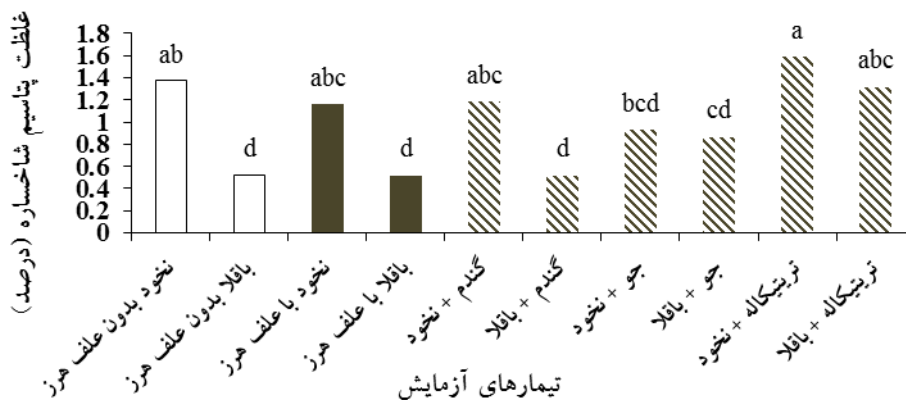 غلظت پتاسیم شاخساره (درصد)
1.8
1.6
1.4
1.2
1
0.8
0.6
0.4
0.2
0
ab
d
abc
d
abc
d
bcd
cd
a
abc
نخود بدون علف هرز
باقلا بدون علف هرز
نخود با علف هرز
باقلا با علف هرز
گندم + نخود
گندم + باقلا
جو + نخود
جو + باقلا
تریتیکاله + نخود
تریتیکاله + باقلا
تیمارهای آزمایش